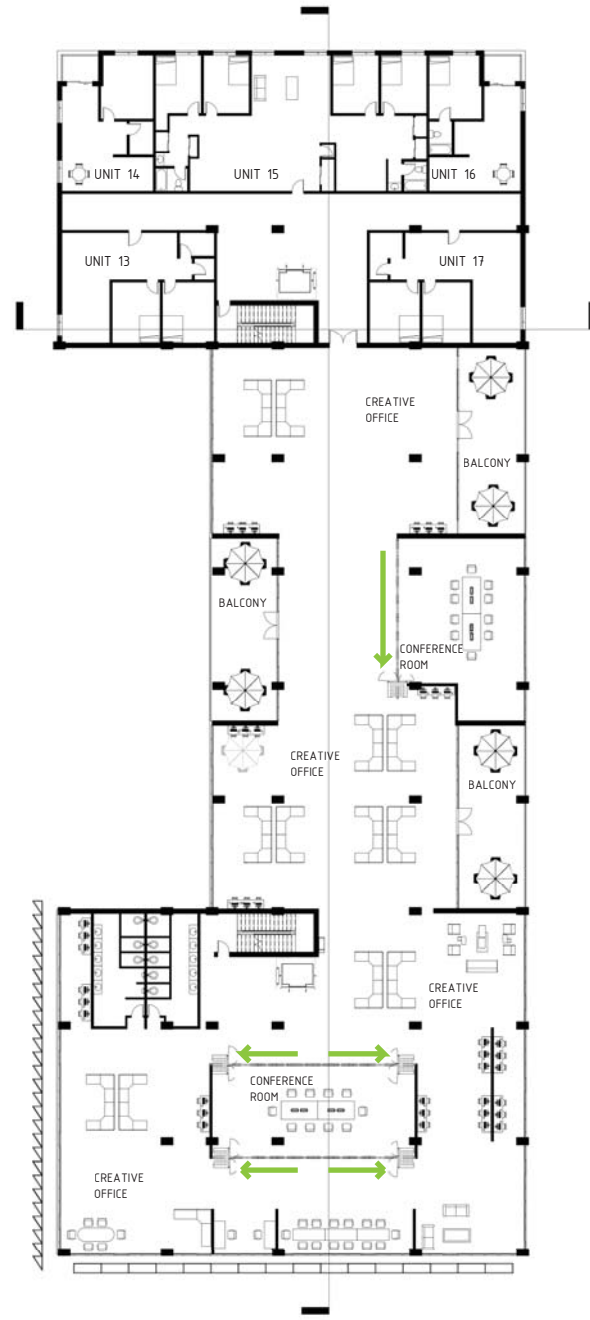 UNIT 14
UNIT 15
UNIT 16
UNIT 13
UNIT 17
CREATIVE
OFFICE
BALCONY
BALCONY
CONFERENCE
ROOM
CREATIVE
OFFICE
BALCONY
CREATIVE
OFFICE
CONFERENCE
ROOM
CREATIVE
OFFICE